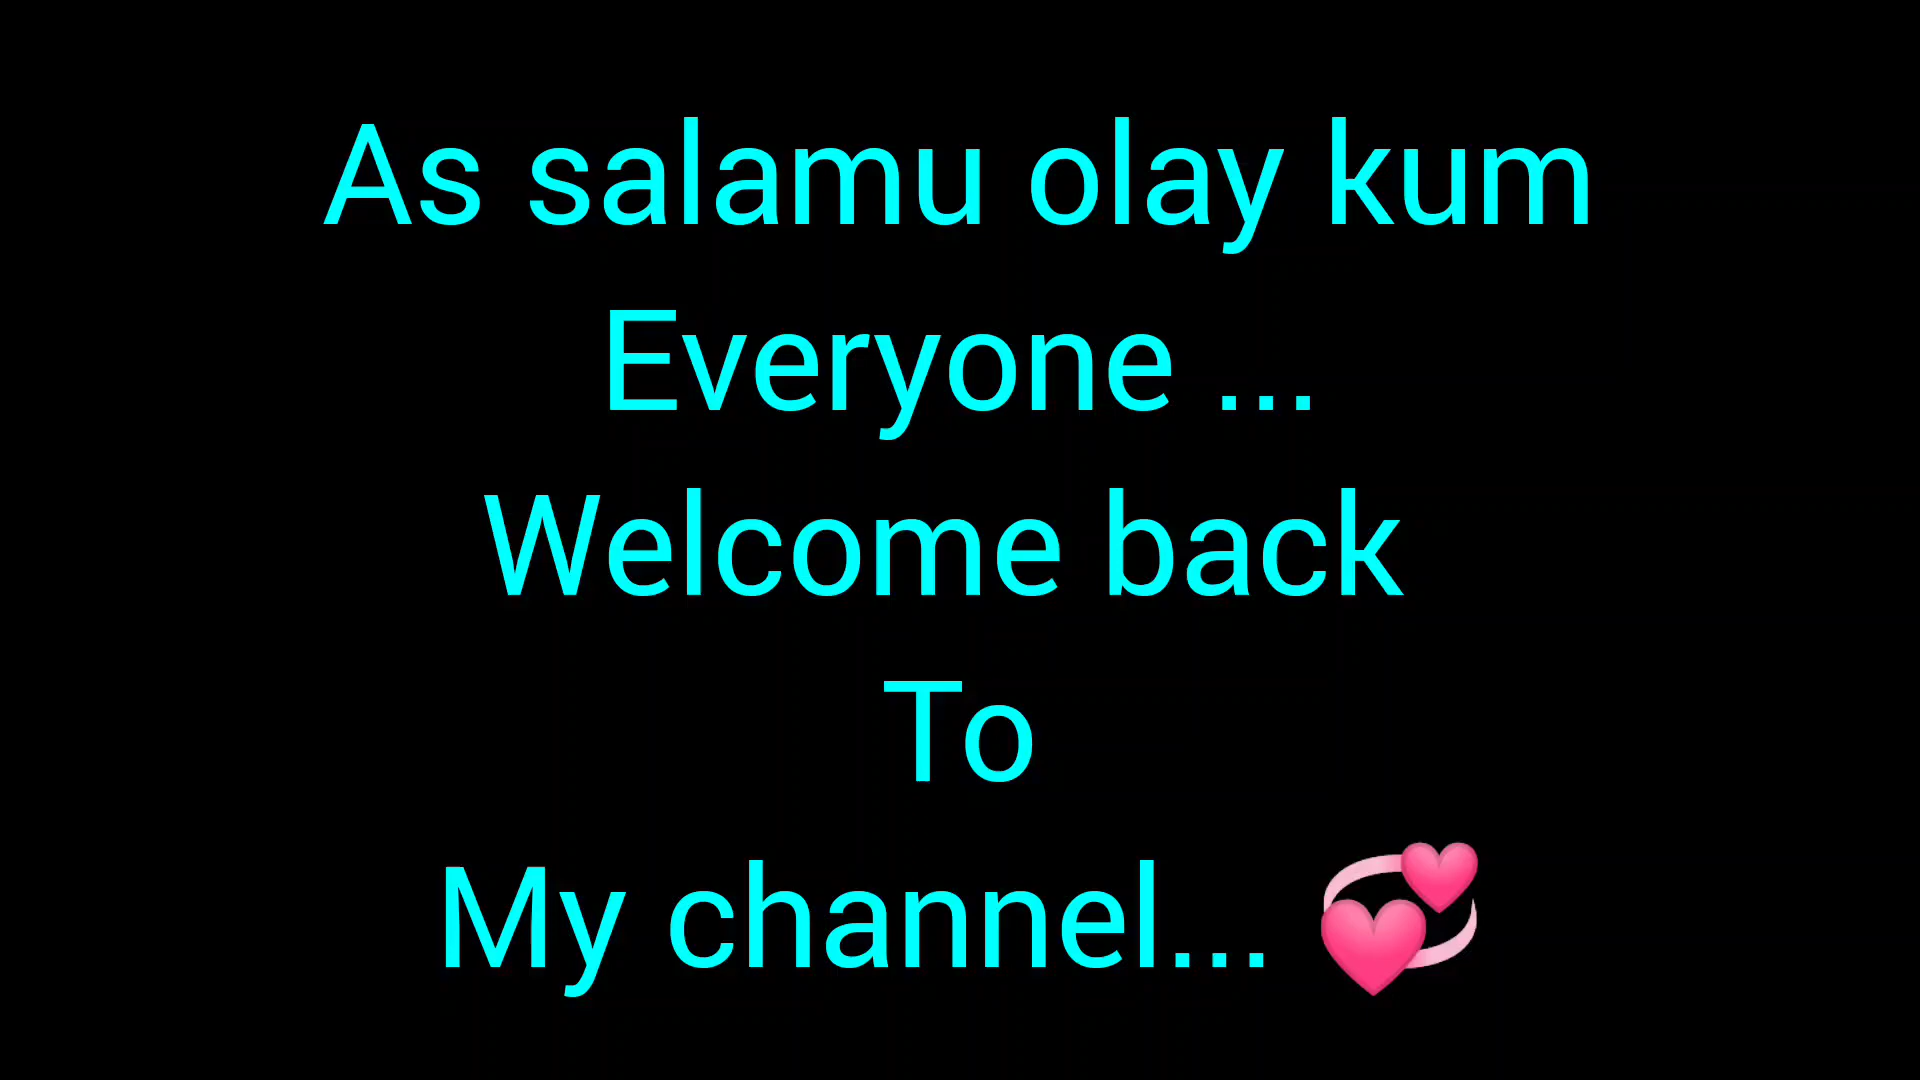 As salamu olay kum
Everyone ...
Welcome back
To
My channel... 💞